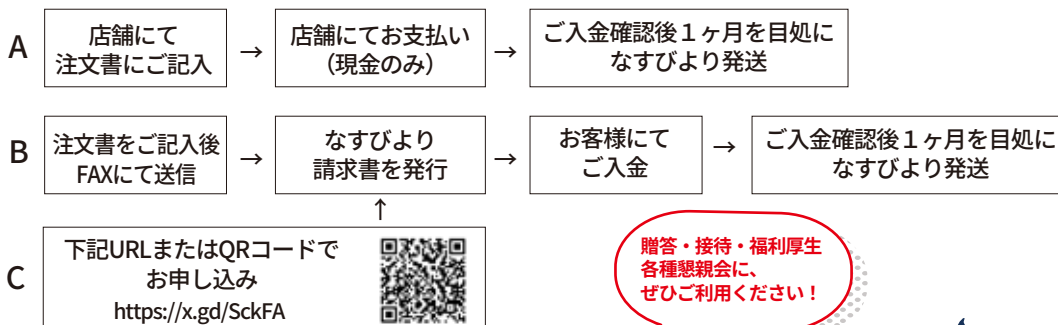 A
店舗にて
注文書にご記入
→
店舗にてお支払い
(現金のみ)
→
ご入金確認後1ヶ月を目処に
なすびより発送
B
注文書をご記入後
FAXにて送信
→
なすびより
請求書を発行
→
お客様にて
ご入金
→
ご入金確認後1ヶ月を目処に
なすびより発送
↑
C
下記URLまたはQRコードで
お申し込み
https://x.gd/SckFA
贈答・接待・福利厚生
各種懇親会に、
ぜひご利用ください!